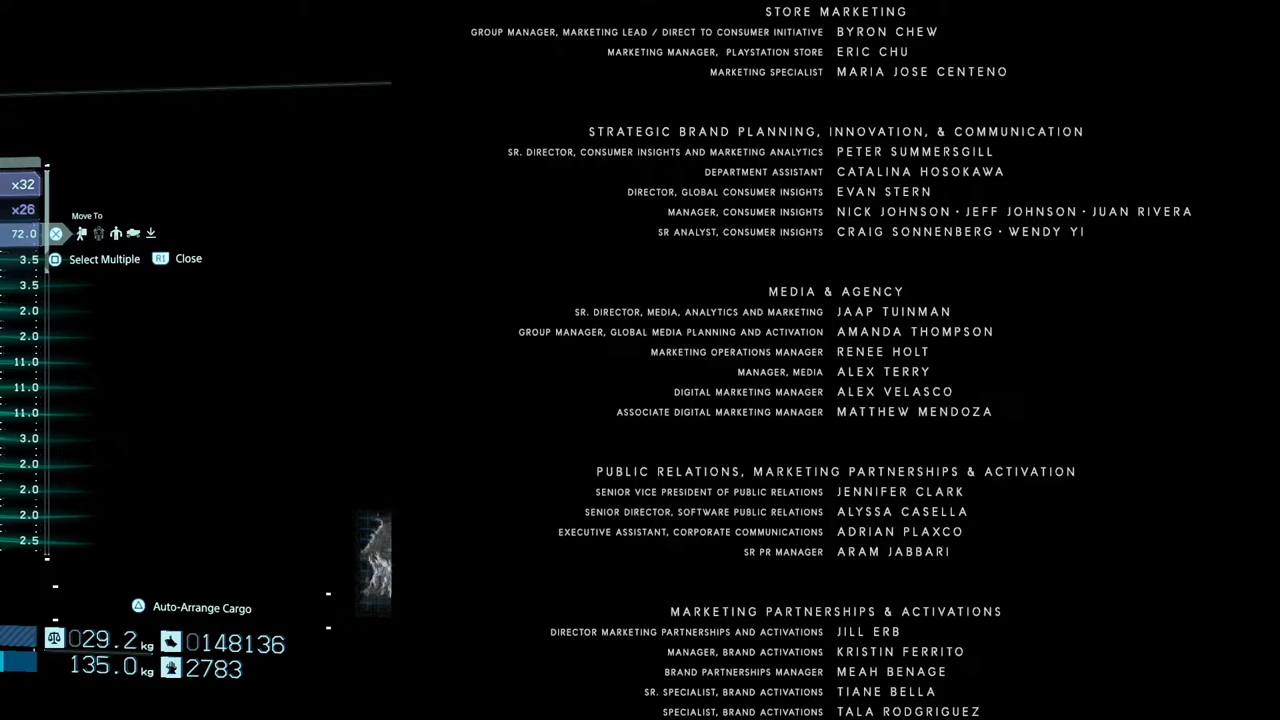 x32
x26
Move To
72.0
3.5
Select Multiple R1 Close
3.5
2.0
2.0
11.0
11.0
11.0
3.0
2.0
2.0
2.0
2.5
Auto-Arrange Cargo
029.2 kg 0148136
135.0 kg 2783
STORE MARKETING
GROUP MANAGER, MARKETING LEAD / DIRECT TO CONSUMER INITIATIVE BYRON CHEW
MARKETING MANAGER, PLAYSTATION STORE ERIC CHU
MARKETING SPECIALIST MARIA JOSE CENTENO
STRATEGIC BRAND PLANNING, INNOVATION, & COMMUNICATION
SR. DIRECTOR, CONSUMER INSIGHTS AND MARKETING ANALYTICS PETER SUMMERSGILL
DEPARTMENT ASSISTANT CATALINA HOSOKAWA
DIRECTOR, GLOBAL CONSUMER INSIGHTS EVAN STERN
MANAGER, CONSUMER INSIGHTS NICK JOHNSON · JEFF JOHNSON · JUAN RIVERA
SR ANALYST, CONSUMER INSIGHTS CRAIG SONNENBERG · WENDY YI
MEDIA & AGENCY
SR. DIRECTOR, MEDIA, ANALYTICS AND MARKETING JAAP TUINMAN
GROUP MANAGER, GLOBAL MEDIA PLANNING AND ACTIVATION AMANDA THOMPSON
MARKETING OPERATIONS MANAGER RENEE HOLT
MANAGER, MEDIA ALEX TERRY
DIGITAL MARKETING MANAGER ALEX VELASCO
ASSOCIATE DIGITAL MARKETING MANAGER MATTHEW MENDOZA
PUBLIC RELATIONS, MARKETING PARTNERSHIPS & ACTIVATION
SENIOR VICE PRESIDENT OF PUBLIC RELATIONS JENNIFER CLARK
SENIOR DIRECTOR, SOFTWARE PUBLIC RELATIONS ALYSSA CASELLA
EXECUTIVE ASSISTANT, CORPORATE COMMUNICATIONS ADRIAN PLAXCO
SR PR MANAGER ARAM JABBARI
MARKETING PARTNERSHIPS & ACTIVATIONS
DIRECTOR MARKETING PARTNERSHIPS AND ACTIVATIONS JILL ERB
MANAGER, BRAND ACTIVATIONS KRISTIN FERRITO
BRAND PARTNERSHIPS MANAGER MEAH BENAGE
SR. SPECIALIST, BRAND ACTIVATIONS TIANE BELLA
SPECIALIST, BRAND ACTIVATIONS TALA RODGRIGUEZ